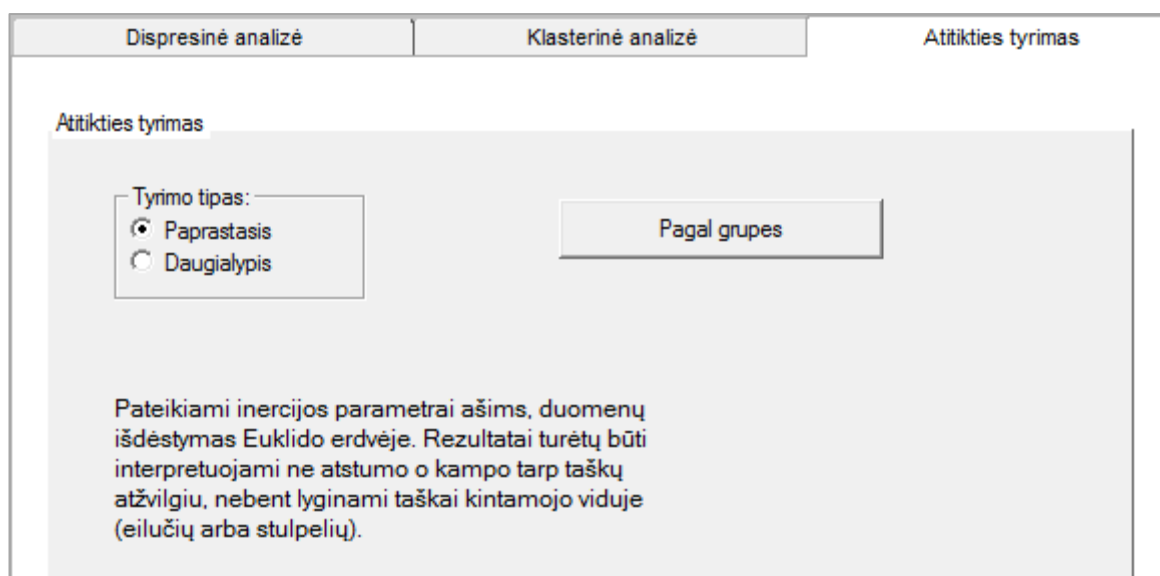 Dispresinė analizė
Klasterinė analizė
Atitikties tyrimas
Atitikties tyrimas
Tyrimo tipas:
Paprastasis
Daugialypis
Pagal grupes
Pateikiami inercijos parametrai ašims, duomenų
išdėstymas Euklido erdvėje. Rezultatai turėtų būti
interpretuojami ne atstumo o kampo tarp taškų
atžvilgiu, nebent lyginami taškai kintamojo viduje
(eilučių arba stulpelių).